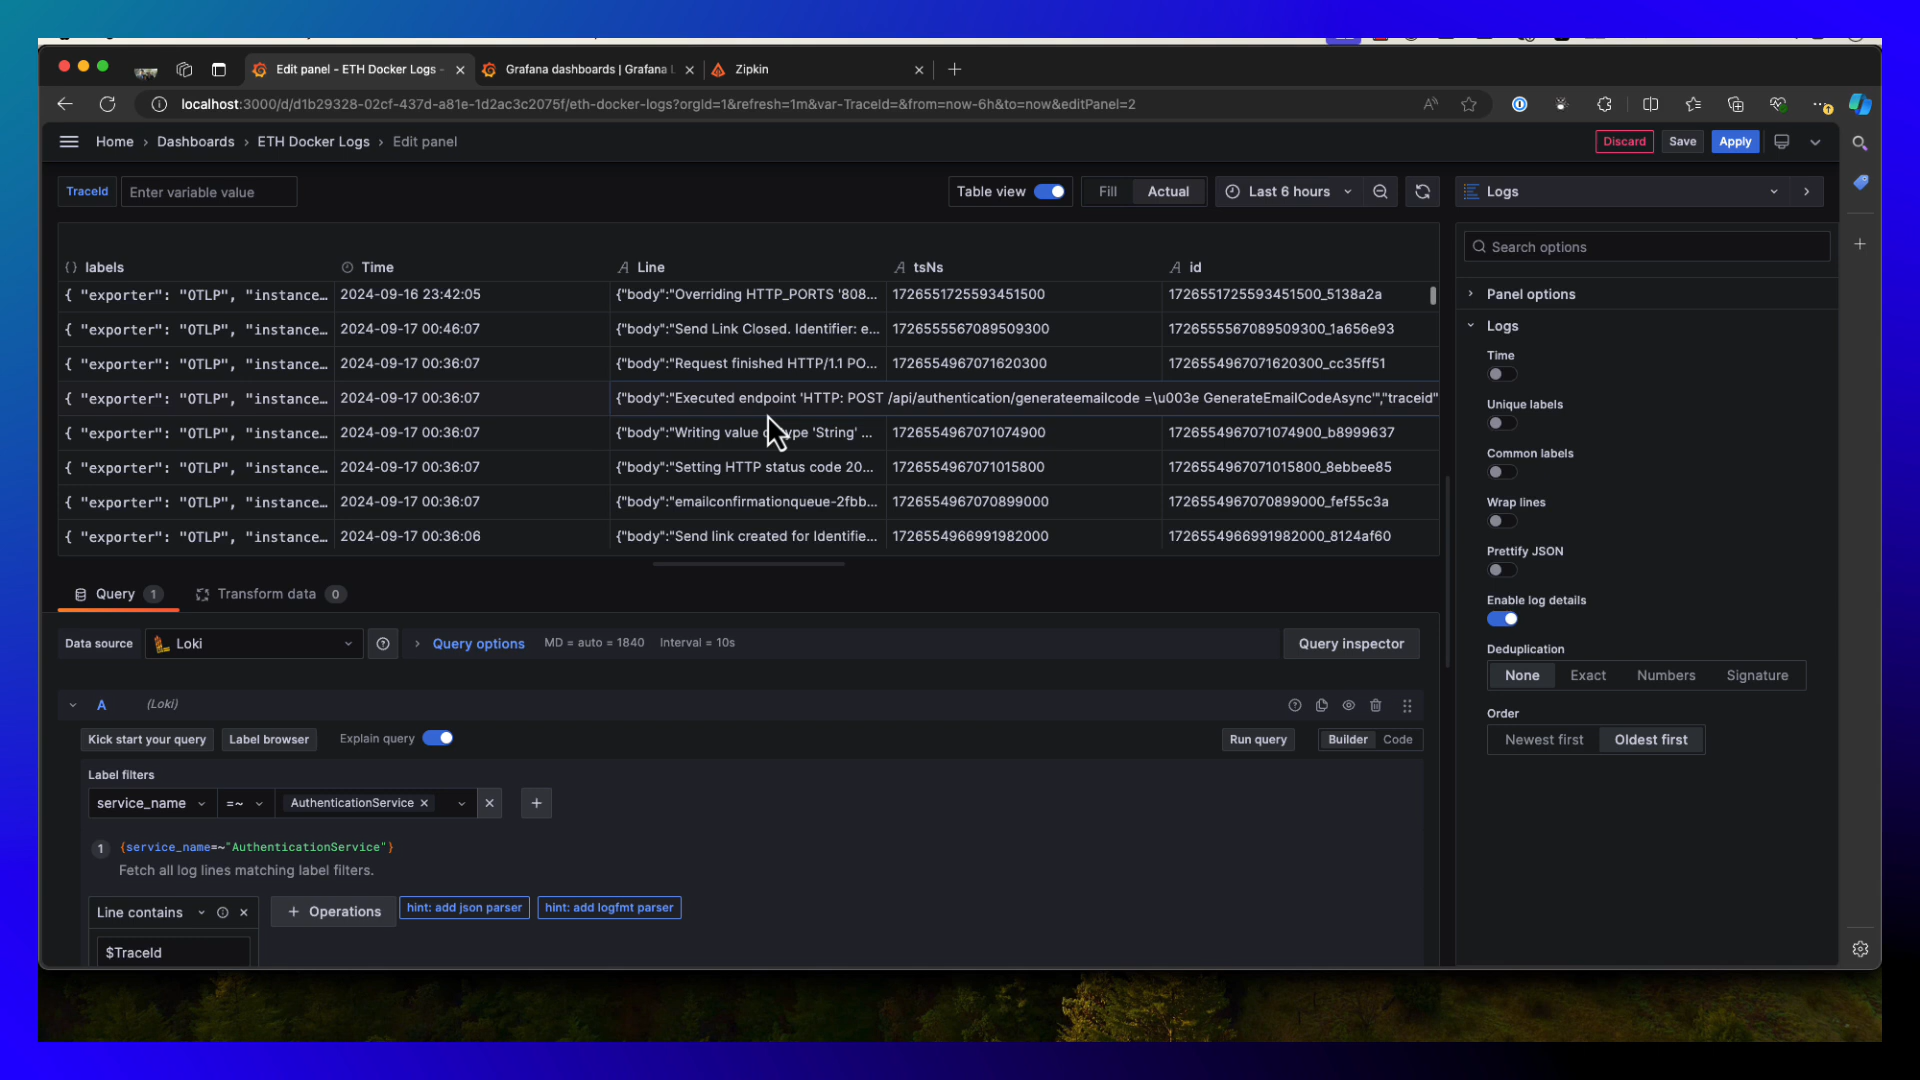 Edit panel - ETH Docker Logs -
Grafana dashboards | Grafana L
Zipkin
localhost:3000/d/d1b29328-02cf-437d-a81e-1d2ac3c2075f/eth-docker-logs?orgId=1&refresh=1m&var-TraceId=&from=now-6h&to=now&editPanel=2
Home › Dashboards › ETH Docker Logs › Edit panel
Discard
Save
Apply
TraceId
Enter variable value
Table view
Fill
Actual
Last 6 hours
Logs
Search options
labels
Time
Line
tsNs
id
{ "exporter": "OTLP", "instance… 2024-09-16 23:42:05 {"body":"Overriding HTTP_PORTS '808... 1726551725593451500 1726551725593451500_5138a2a
{ "exporter": "OTLP", "instance… 2024-09-17 00:46:07 {"body":"Send Link Closed. Identifier: e... 1726555567089509300 1726555567089509300_1a656e93
{ "exporter": "OTLP", "instance… 2024-09-17 00:36:07 {"body":"Request finished HTTP/1.1 PO... 1726554967071620300 1726554967071620300_cc35ff51
{ "exporter": "OTLP", "instance… 2024-09-17 00:36:07 {"body":"Executed endpoint 'HTTP: POST /api/authentication/generateemailcode =\u003e GenerateEmailCodeAsync'","traceid"
{ "exporter": "OTLP", "instance… 2024-09-17 00:36:07 {"body":"Writing value of type 'String' ... 1726554967071074900 1726554967071074900_b8999637
{ "exporter": "OTLP", "instance… 2024-09-17 00:36:07 {"body":"Setting HTTP status code 20... 1726554967071015800 1726554967071015800_8ebbee85
{ "exporter": "OTLP", "instance… 2024-09-17 00:36:07 {"body":"emailconfirmationqueue-2fbb... 1726554967070899000 1726554967070899000_fef55c3a
{ "exporter": "OTLP", "instance… 2024-09-17 00:36:06 {"body":"Send link created for Identifie... 1726554966991982000 1726554966991982000_8124af60
Panel options
Logs
Time
Unique labels
Common labels
Wrap lines
Prettify JSON
Enable log details
Deduplication
None
Exact
Numbers
Signature
Order
Newest first
Oldest first
Query 1
Transform data 0
Data source
Loki
Query options
MD = auto = 1840
Interval = 10s
Query inspector
A
(Loki)
Kick start your query
Label browser
Explain query
Run query
Builder
Code
Label filters
service_name
=~
AuthenticationService
1 {service_name=~"AuthenticationService"}
Fetch all log lines matching label filters.
Line contains
+ Operations
hint: add json parser
hint: add logfmt parser
$TraceId